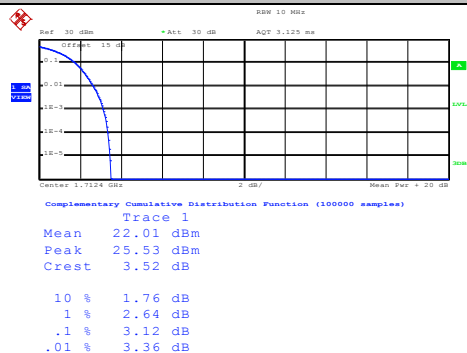 RBW 10 MHz
Ref 30 dBm *Att 30 dB AQT 3.125 ms
Offset 15 dB
0.1
A
0.01
1 SA
VIEW
1E-3
LVL
1E-4
1E-5
3DB
Center 1.7124 GHz 2 dB/ Mean Pwr + 20 dB
Complementary Cumulative Distribution Function (100000 samples)
Trace 1
Mean 22.01 dBm
Peak 25.53 dBm
Crest 3.52 dB
10 % 1.76 dB
1 % 2.64 dB
.1 % 3.12 dB
.01 % 3.36 dB